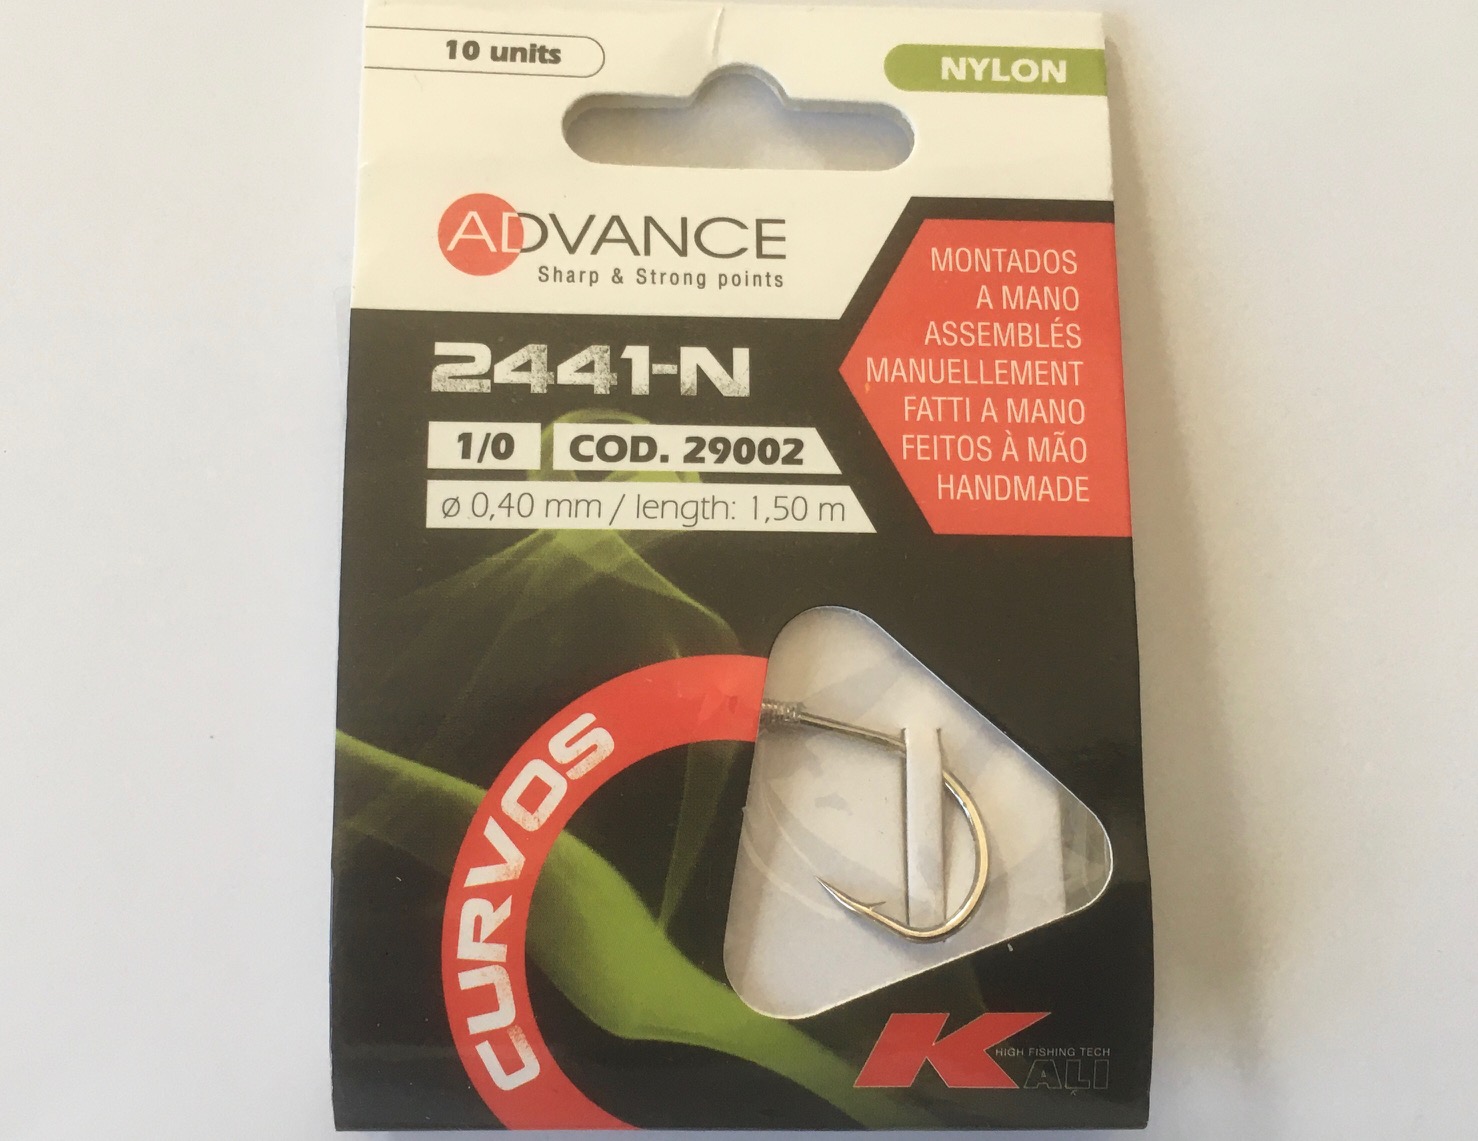 10 units
NYLON
ADVANCE
Sharp & Strong points
MONTADOS
A MANO
ASSEMBLÉS
MANUELLEMENT
FATTI A MANO
FEITOS À MÃO
HANDMADE
2441-N
1/0 COD. 29002
ø 0,40 mm / length: 1,50 m
CURVOS
HIGH FISHING TECH
KALI